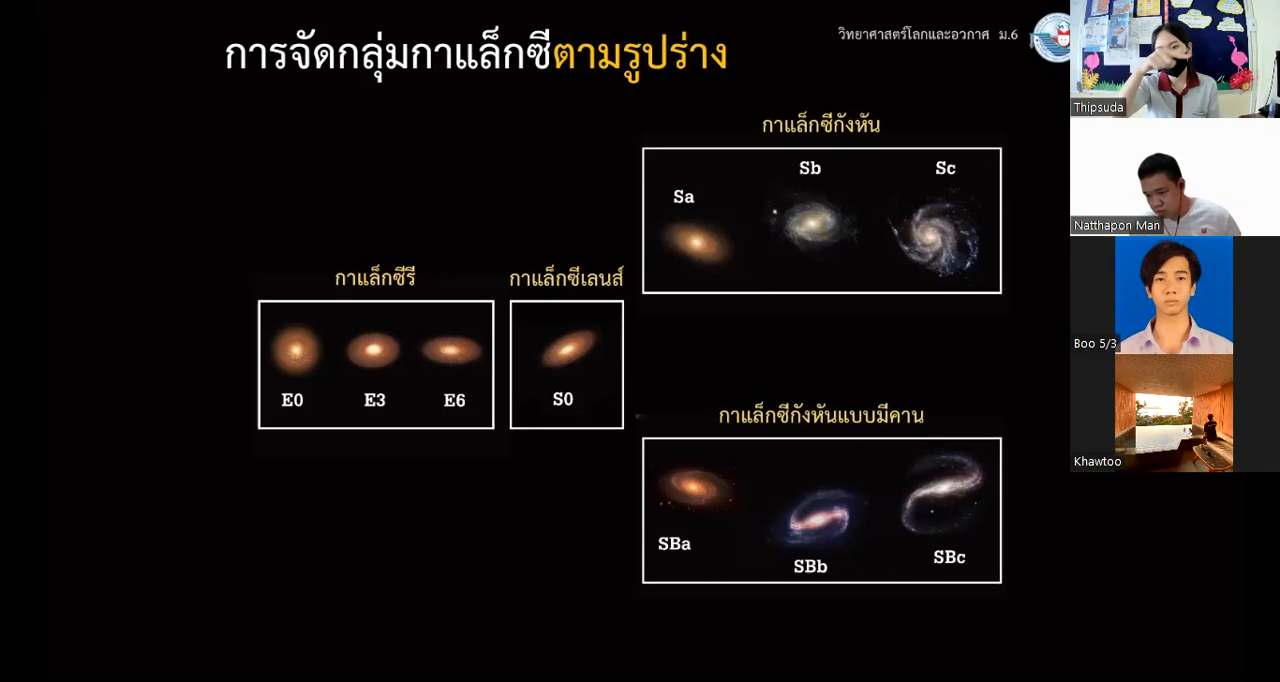 การจัดกลุ่มกาแล็กซีตามรูปร่าง
วิทยาศาสตร์โลกและอวกาศ ม.6
กาแล็กซีกังหัน
Sa
Sb
Sc
กาแล็กซีรี
E0
E3
E6
กาแล็กซีเลนส์
S0
กาแล็กซีกังหันแบบมีคาน
SBa
SBb
SBc
Thipsuda
Natthapon Man
Boo 5/3
Khawtoo